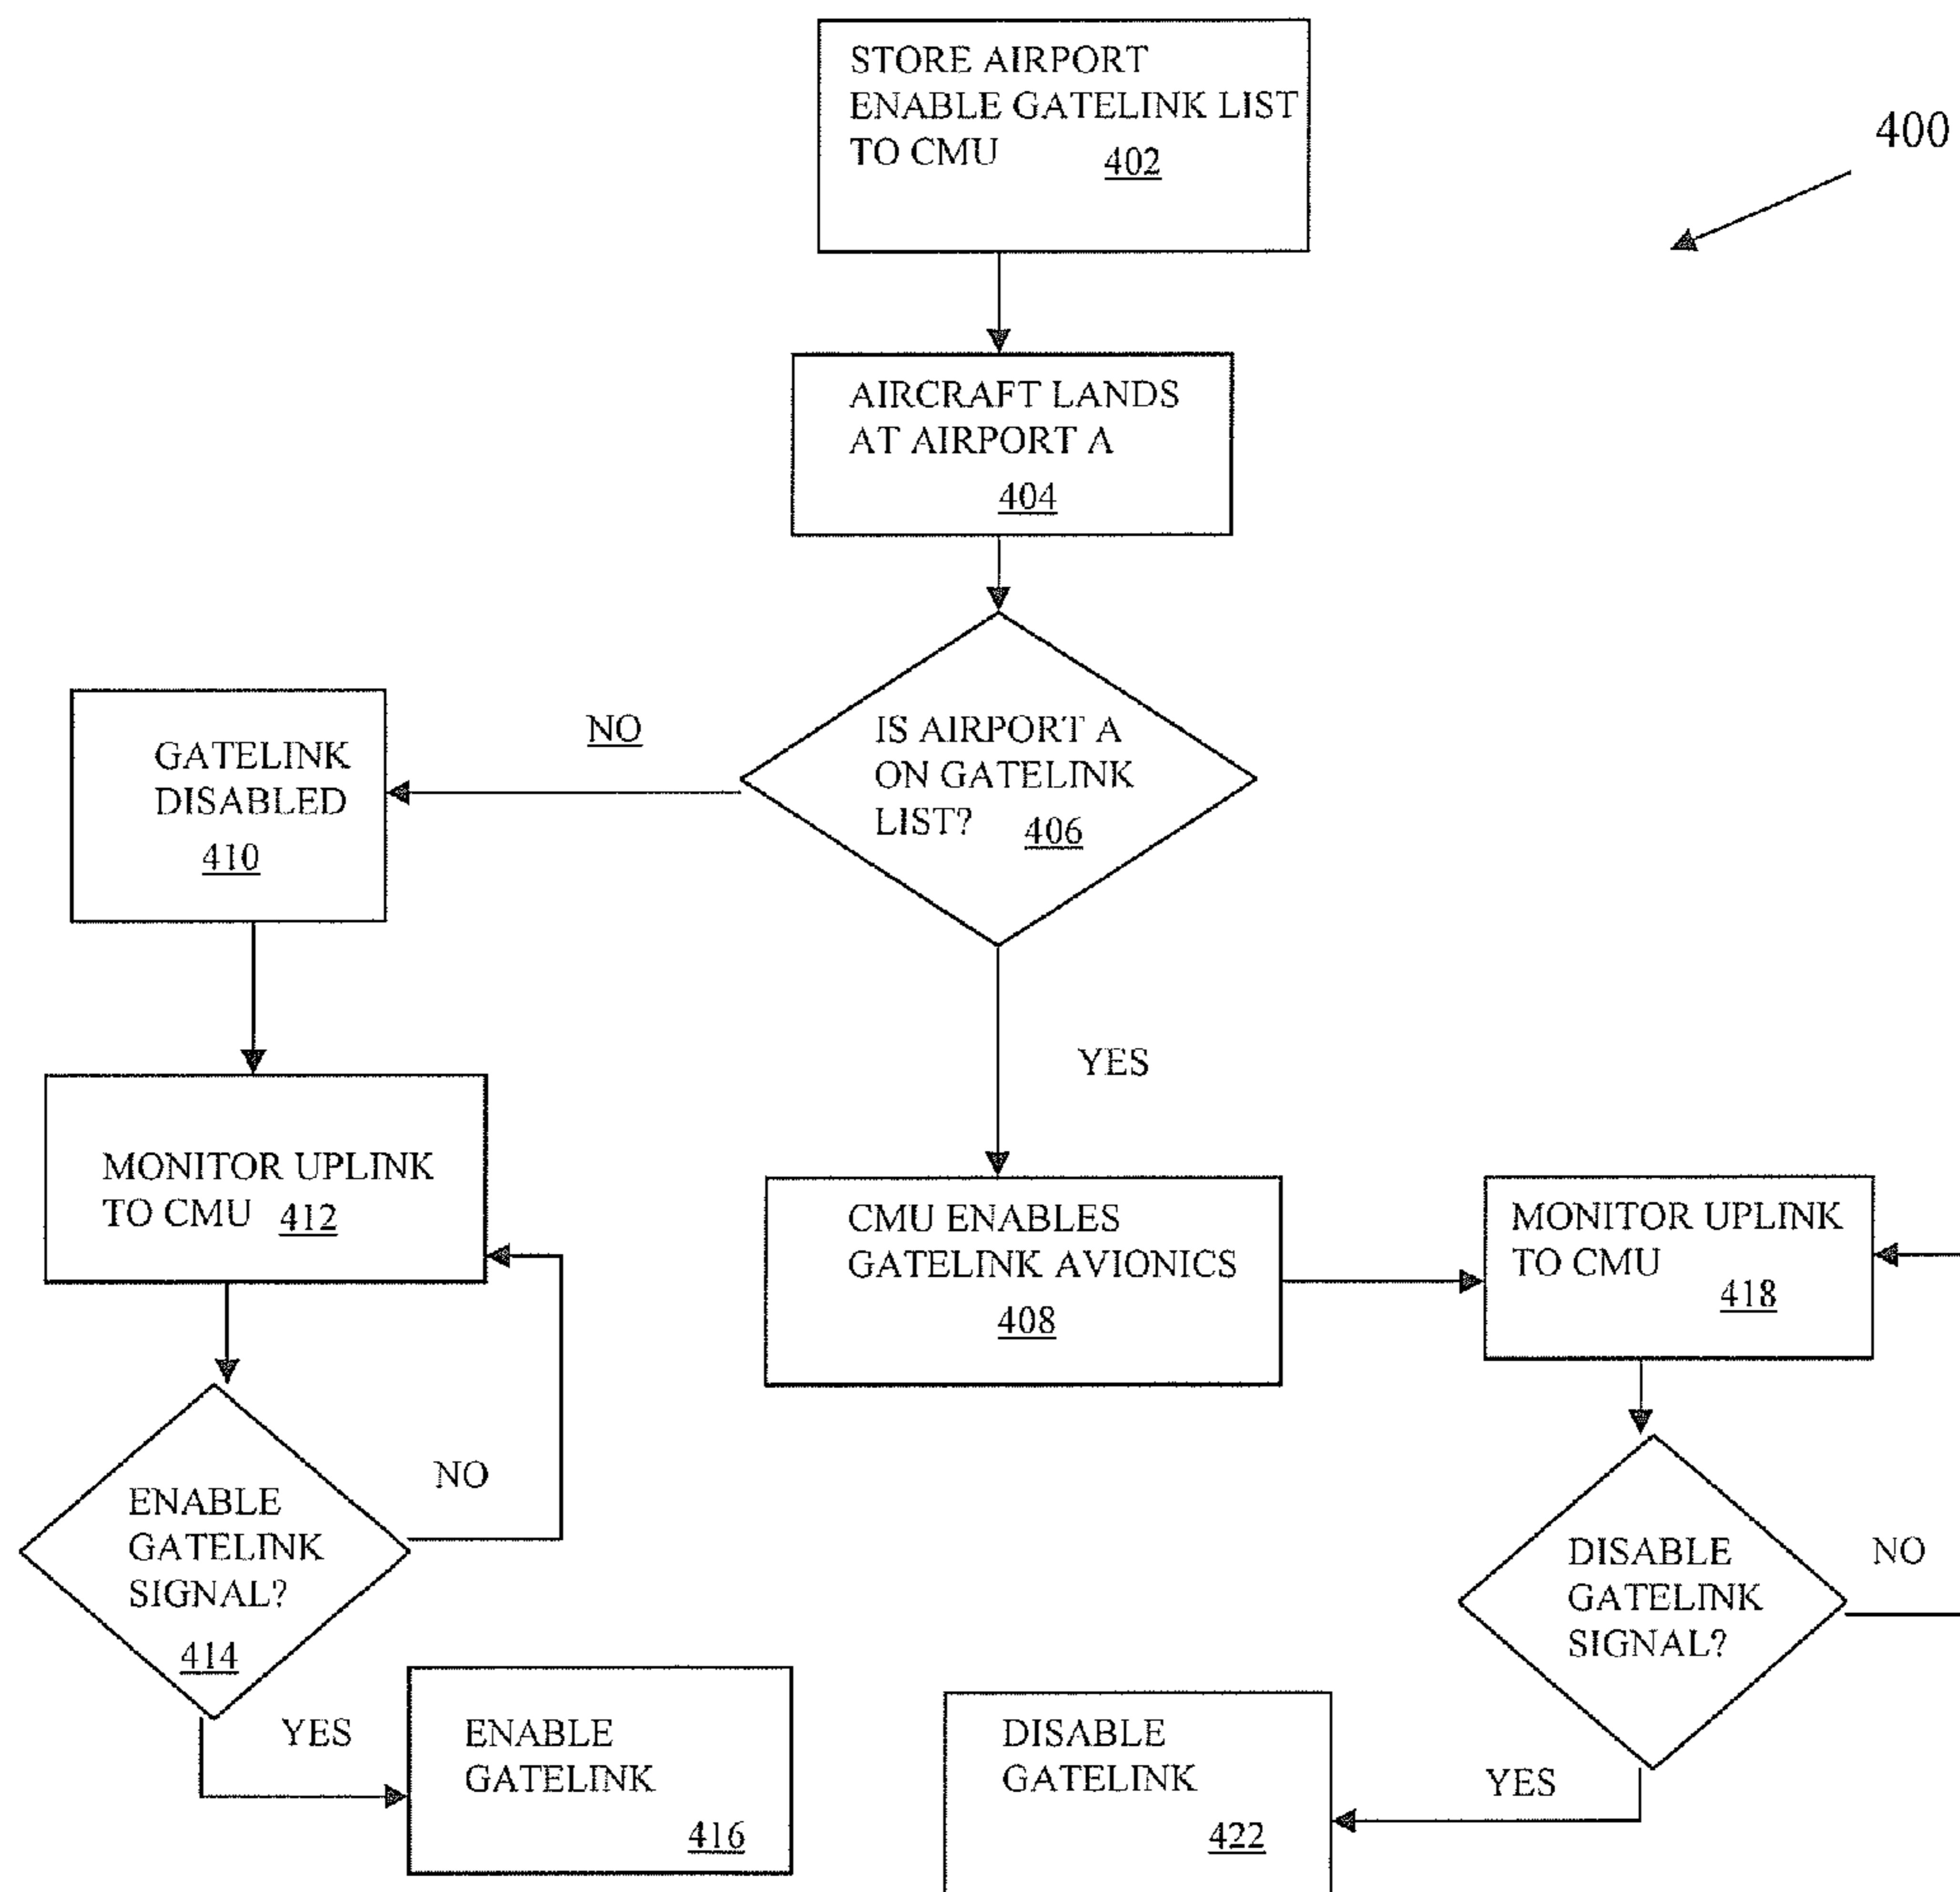 STORE AIRPORT
ENABLE GATELINK LIST
TO CMU 402
400
AIRCRAFT LANDS
AT AIRPORT A
404
IS AIRPORT A
ON GATELINK
LIST? 406
NO
GATELINK
DISABLED
410
YES
MONITOR UPLINK
TO CMU 412
CMU ENABLES
GATELINK AVIONICS
408
MONITOR UPLINK
TO CMU
418
ENABLE
GATELINK
SIGNAL?
414
NO
DISABLE
GATELINK
SIGNAL?
NO
YES
ENABLE
GATELINK
416
DISABLE
GATELINK
422
YES